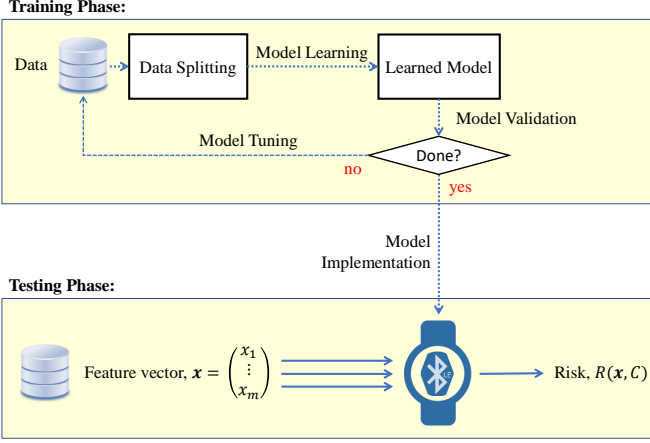 Training Phase:
Data
Data Splitting
Model Learning
Learned Model
Model Validation
Model Tuning
Done?
no
yes
Model
Implementation
Testing Phase:
Feature vector, x = (x₁ ⋮ xₘ)
LE
Risk, R(x, C)